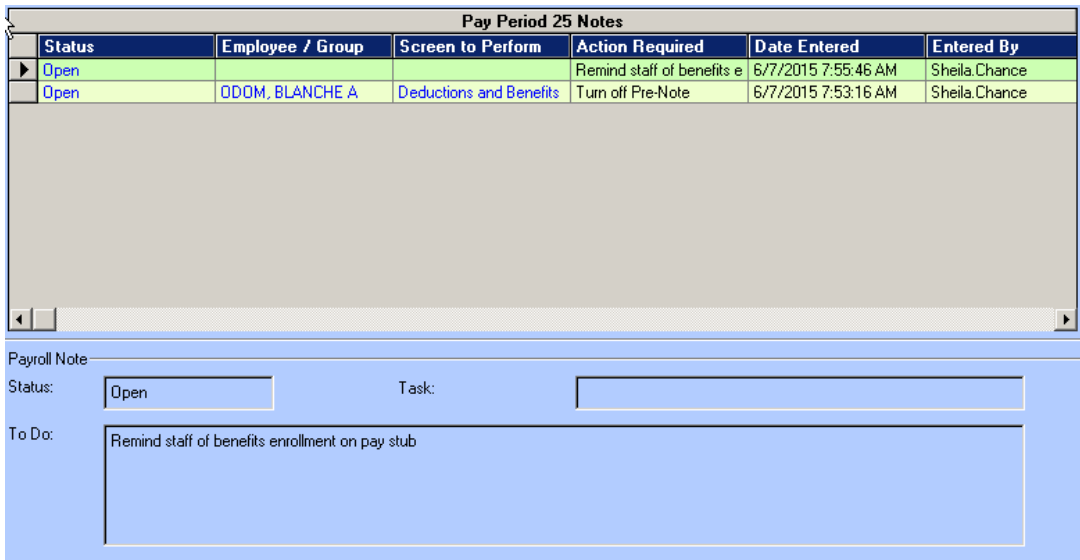 Pay Period 25 Notes
Status Employee / Group Screen to Perform Action Required Date Entered Entered By
Open Remind staff of benefits e 6/7/2015 7:55:46 AM Sheila.Chance
Open ODOM, BLANCHE A Deductions and Benefits Turn off Pre-Note 6/7/2015 7:53:16 AM Sheila.Chance
Payroll Note
Status: Open Task:
To Do: Remind staff of benefits enrollment on pay stub